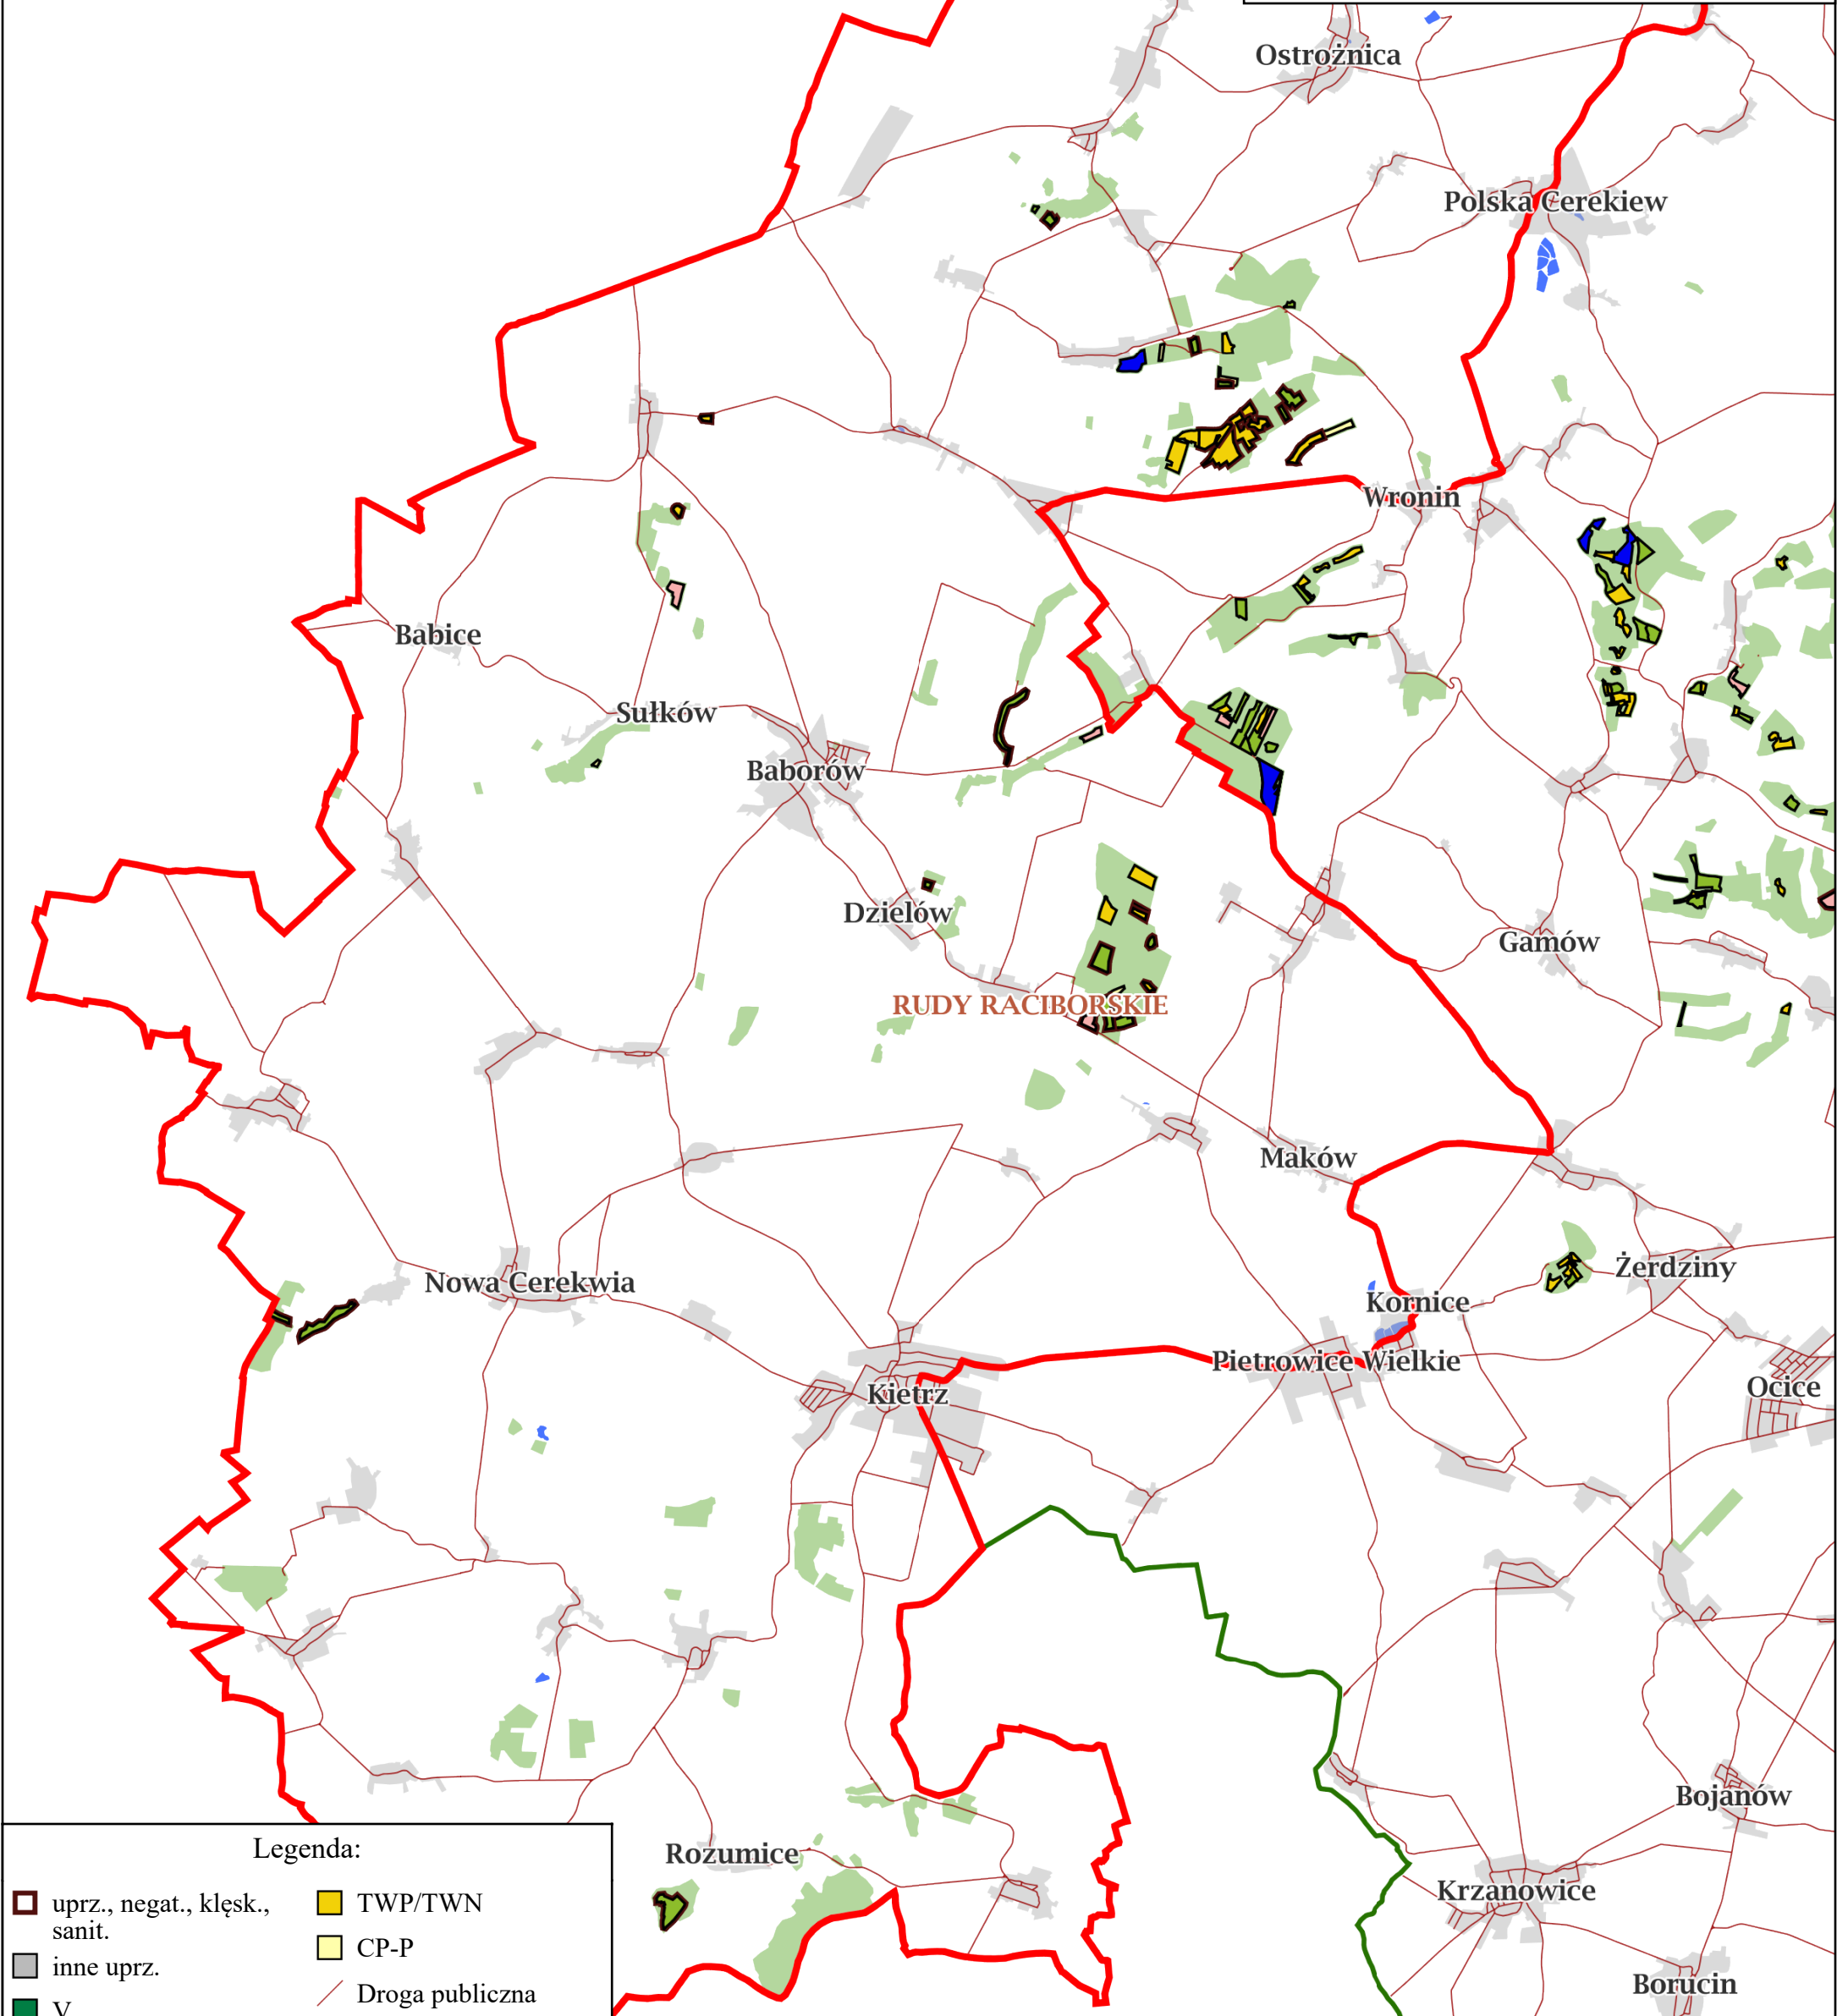 Ostrożnica
Polska Cerekiew
Wronin
Babice
Sułków
Baborów
Dzielów
Gamów
RUDY RACIBORSKIE
Maków
Żerdziny
Nowa Cerekwia
Kornice
Pietrowice Wielkie
Ocice
Kietrz
Bojanów
Rozumice
Krzanowice
Borucin
Legenda:
uprz., negat., klęsk.,
sanit.
inne uprz.
V
TWP/TWN
CP-P
Droga publiczna